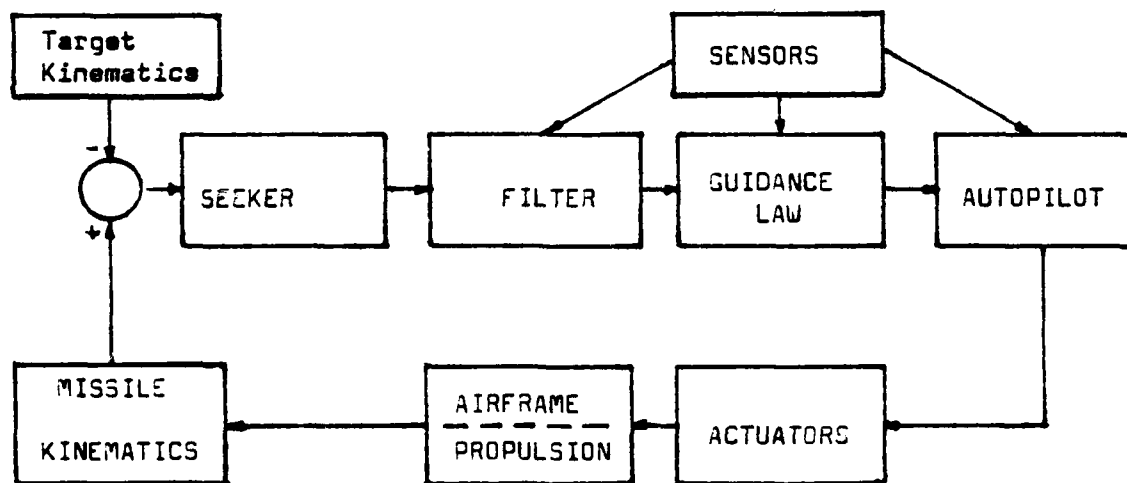 Target
Kinematics
SENSORS
-
SEEKER
FILTER
GUIDANCE
LAW
AUTOPILOT
+
MISSILE
KINEMATICS
AIRFRAME
PROPULSION
ACTUATORS